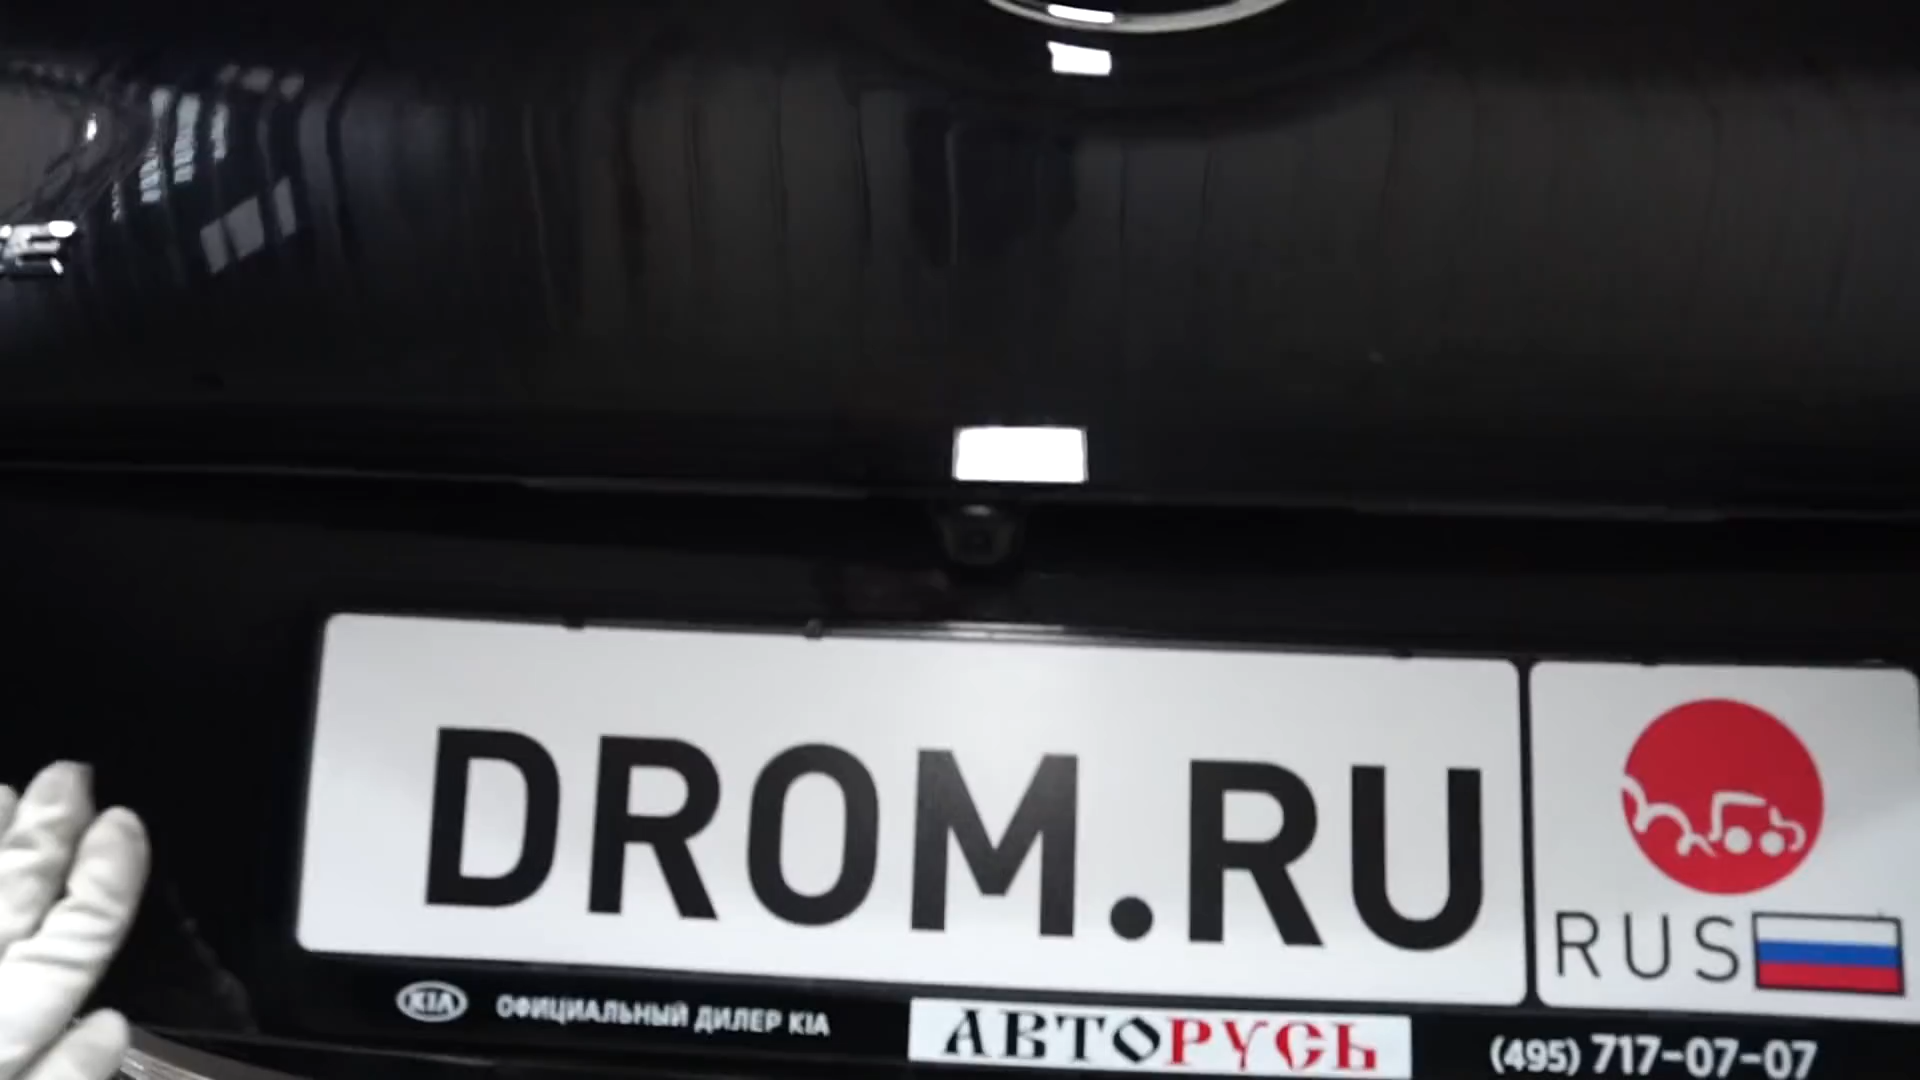 DROM.RU
RUS
KIA ОФИЦИАЛЬНЫЙ ДИЛЕР KIA АВТОРУСЬ (495) 717-07-07